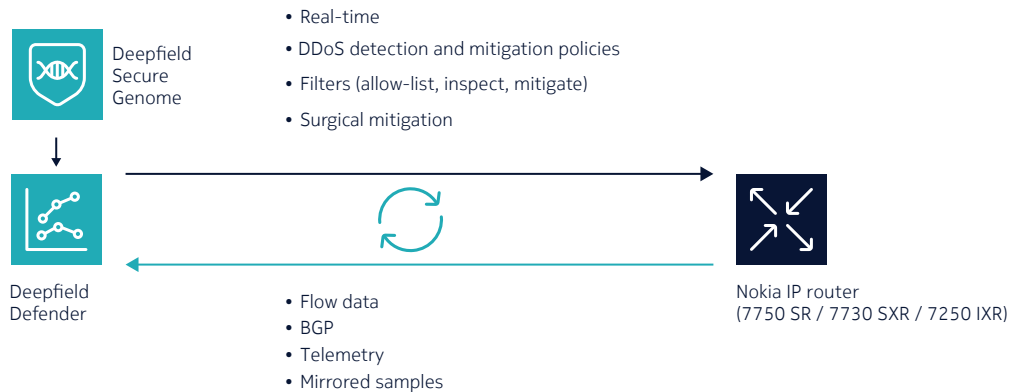 • Real-time
• DDoS detection and mitigation policies
• Filters (allow-list, inspect, mitigate)
• Surgical mitigation
Deepfield
Secure
Genome
Deepfield
Defender
Nokia IP router
(7750 SR / 7730 SXR / 7250 IXR)
• Flow data
• BGP
• Telemetry
• Mirrored samples